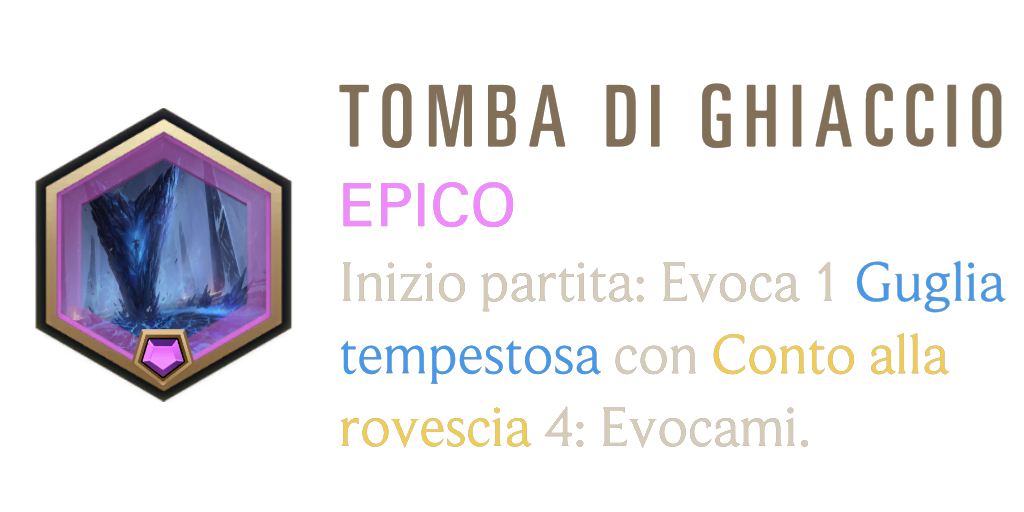 TOMBA DI GHIACCIO
EPICO
Inizio partita: Evoca 1 Guglia
tempestosa con Conto alla
rovescia 4: Evocami.